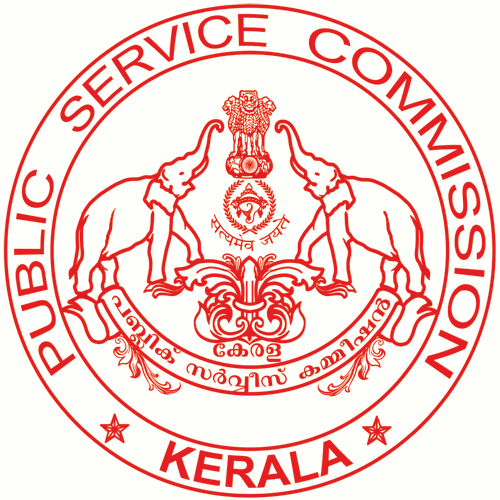 PUBLIC SERVICE COMMISSION
सत्यमेव जयते
കേരള
പബ്ലിക് സർവ്വീസ് കമ്മീഷൻ
KERALA